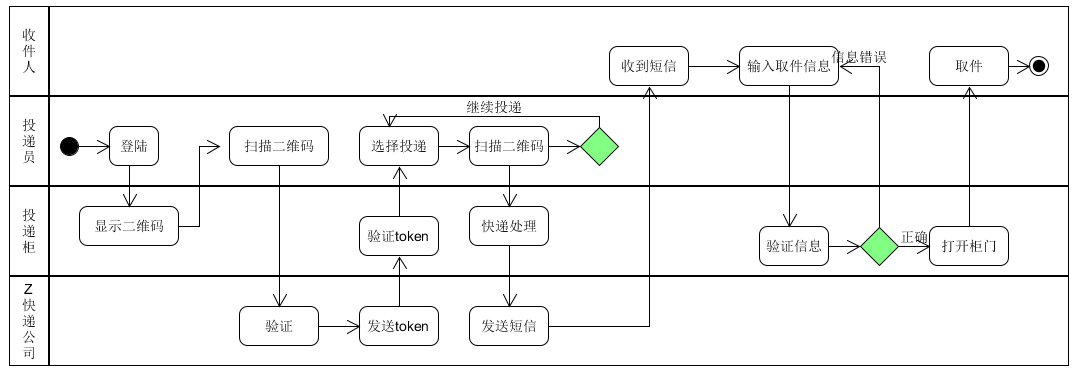 收件人
收到短信
输入取件信息
信息错误
取件
继续投递
投递员
登陆
扫描二维码
选择投递
扫描二维码
投递柜
显示二维码
验证token
快递处理
验证信息
正确
打开柜门
Z快递公司
验证
发送token
发送短信